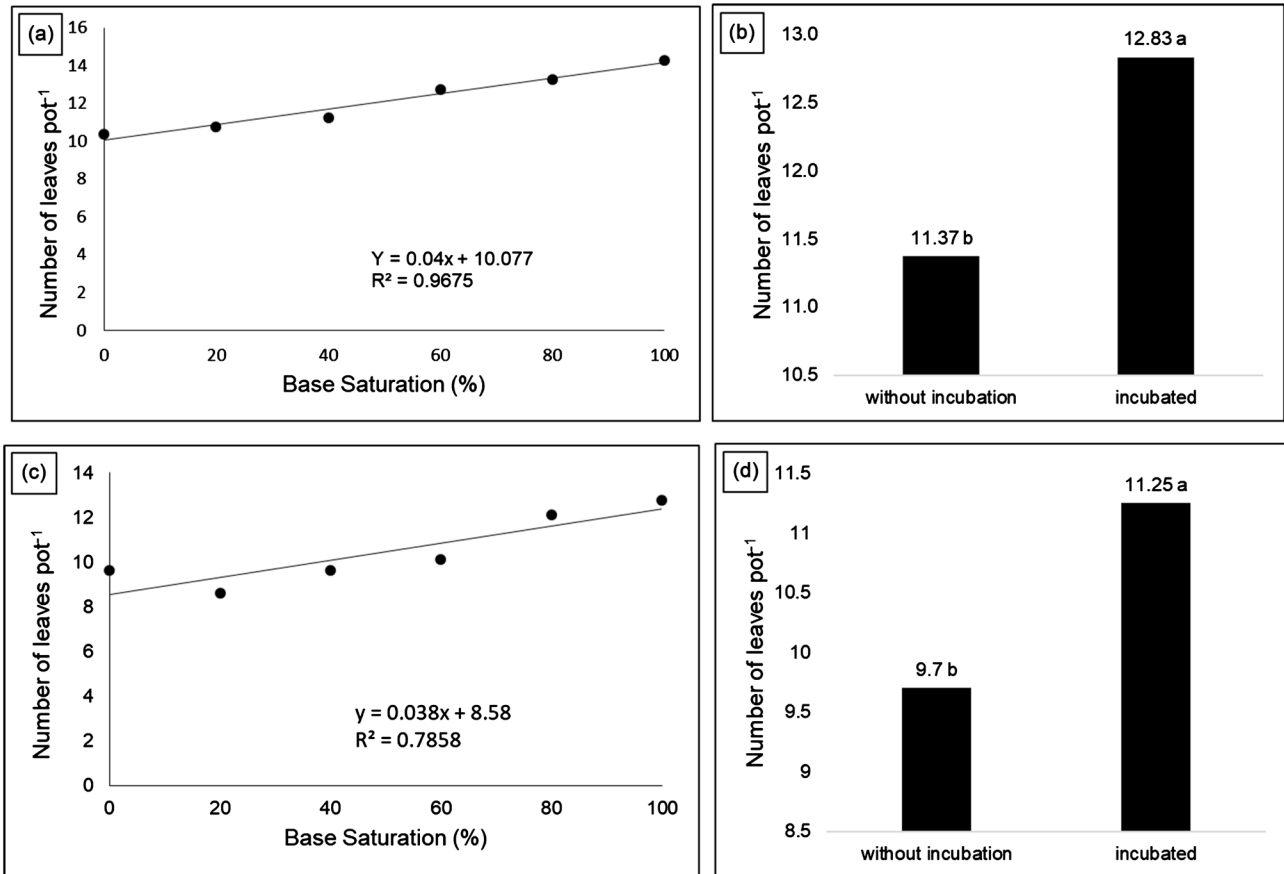 (a)
Number of leaves pot⁻¹
16
14
12
10
8
6
4
2
0
Y = 0.04x + 10.077
R² = 0.9675
0 20 40 60 80 100
Base Saturation (%)
(b)
Number of leaves pot⁻¹
13.0
12.5
12.0
11.5
11.0
10.5
11.37 b
12.83 a
without incubation incubated
(c)
Number of leaves pot⁻¹
14
12
10
8
6
4
2
0
y = 0.038x + 8.58
R² = 0.7858
0 20 40 60 80 100
Base Saturation (%)
(d)
Number of leaves pot⁻¹
11.5
11
10.5
10
9.5
9
8.5
9.7 b
11.25 a
without incubation incubated